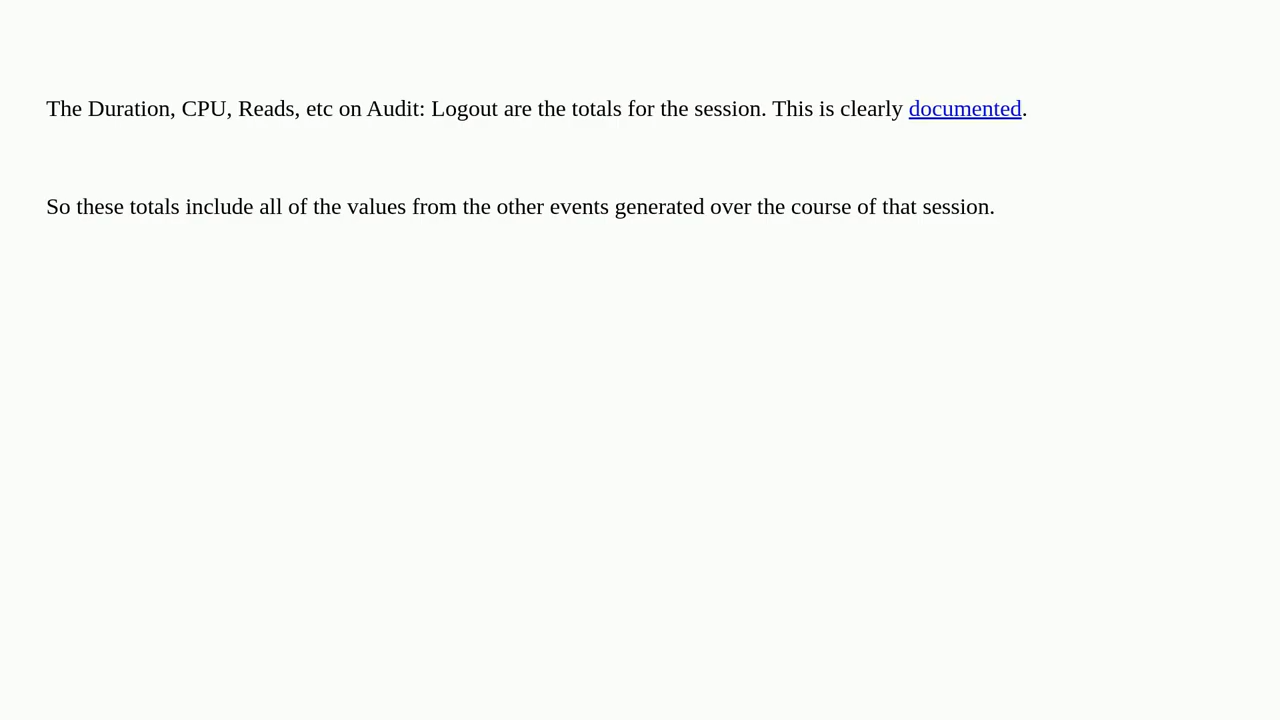 The Duration, CPU, Reads, etc on Audit: Logout are the totals for the session. This is clearly documented.
So these totals include all of the values from the other events generated over the course of that session.